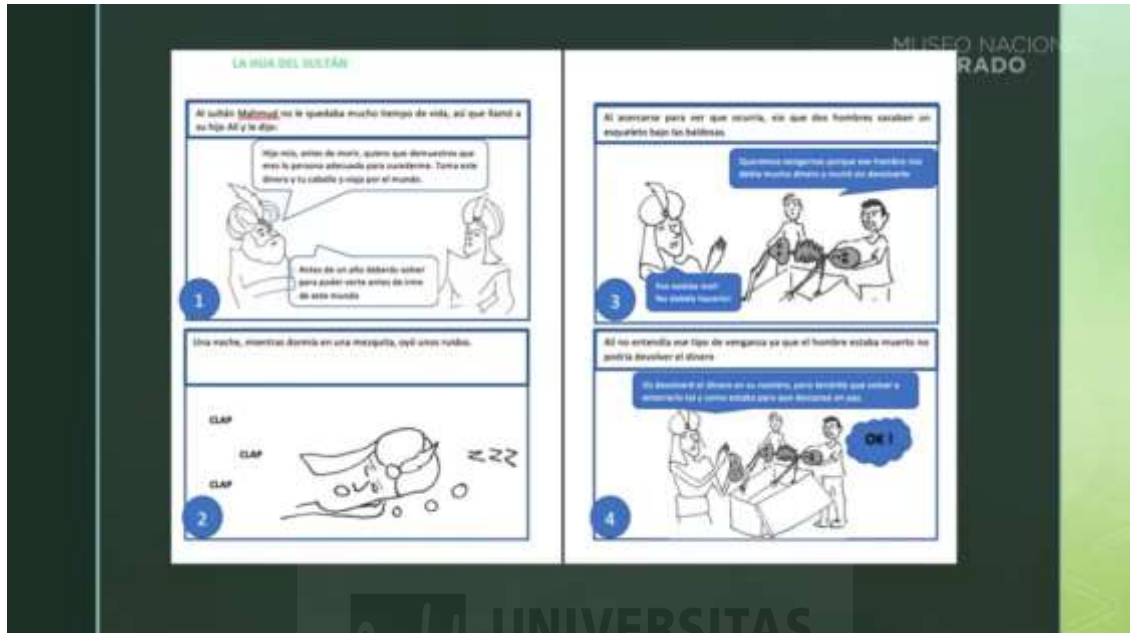 MUSEO NACION
RADO
LA HIJA DEL SULTÁN
Al sultán Mahmud no le quedaba mucho tiempo de vida, así que llamó a
su hijo Alí y le dijo:
Hijo mío, antes de morir, quiero que demuestres que
eres la persona adecuada para sucederme. Toma este
dinero y tu caballo y viaja por el mundo.
Antes de un año deberás volver
para poder verte antes de irme
de este mundo
1
Una noche, mientras dormía en una mezquita, oyó unos ruidos.
CLAP
CLAP
CLAP
ZZZ
2
Al acercarse para ver que ocurría, vio que dos hombres sacaban un
esqueleto bajo las baldosas.
Queremos vengarnos porque ese hombre nos
debía mucho dinero y murió sin devolverlo
Eso
mal!
No
hacerlo!
3
Alí no entendía ese tipo de venganza ya que el hombre estaba muerto no
podría devolver el dinero
Os devolveré el dinero en su nombre, pero tendréis que volver a
enterrarlo tal y como estaba para que descanse en paz.
OK !
4
UNIVERSITAS